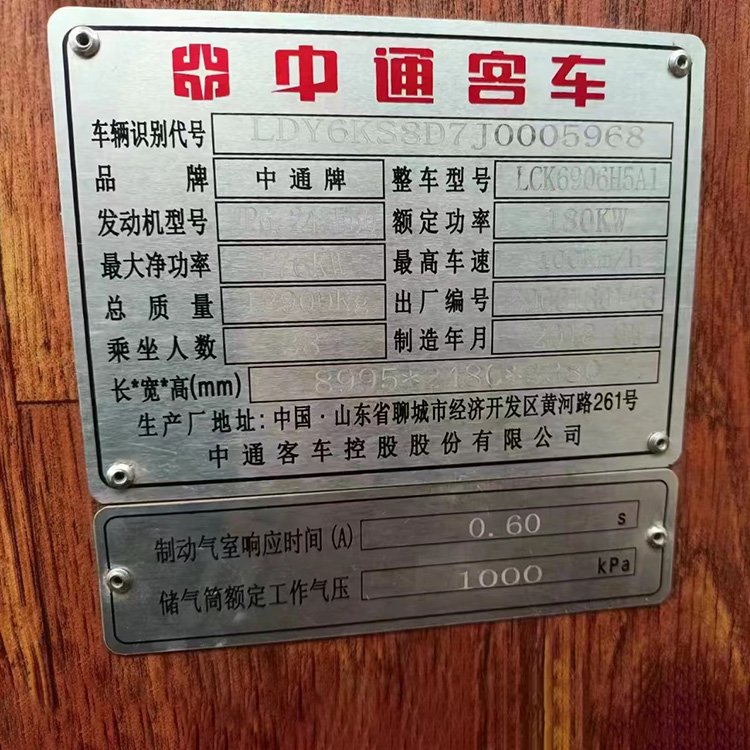 中通客车
车辆识别代号 LDY6KS8D7J0005968
品牌 中通牌 整车型号 LCK6906H5A1
发动机型号 额定功率 180KW
最大净功率 最高车速 100Km/h
总质量 出厂编号
乘坐人数 制造年月
长*宽*高(mm)
生产厂地址: 中国·山东省聊城市经济开发区黄河路261号
中通客车控股股份有限公司
制动气室响应时间(A) 0.60 s
储气筒额定工作气压 1000 kPa